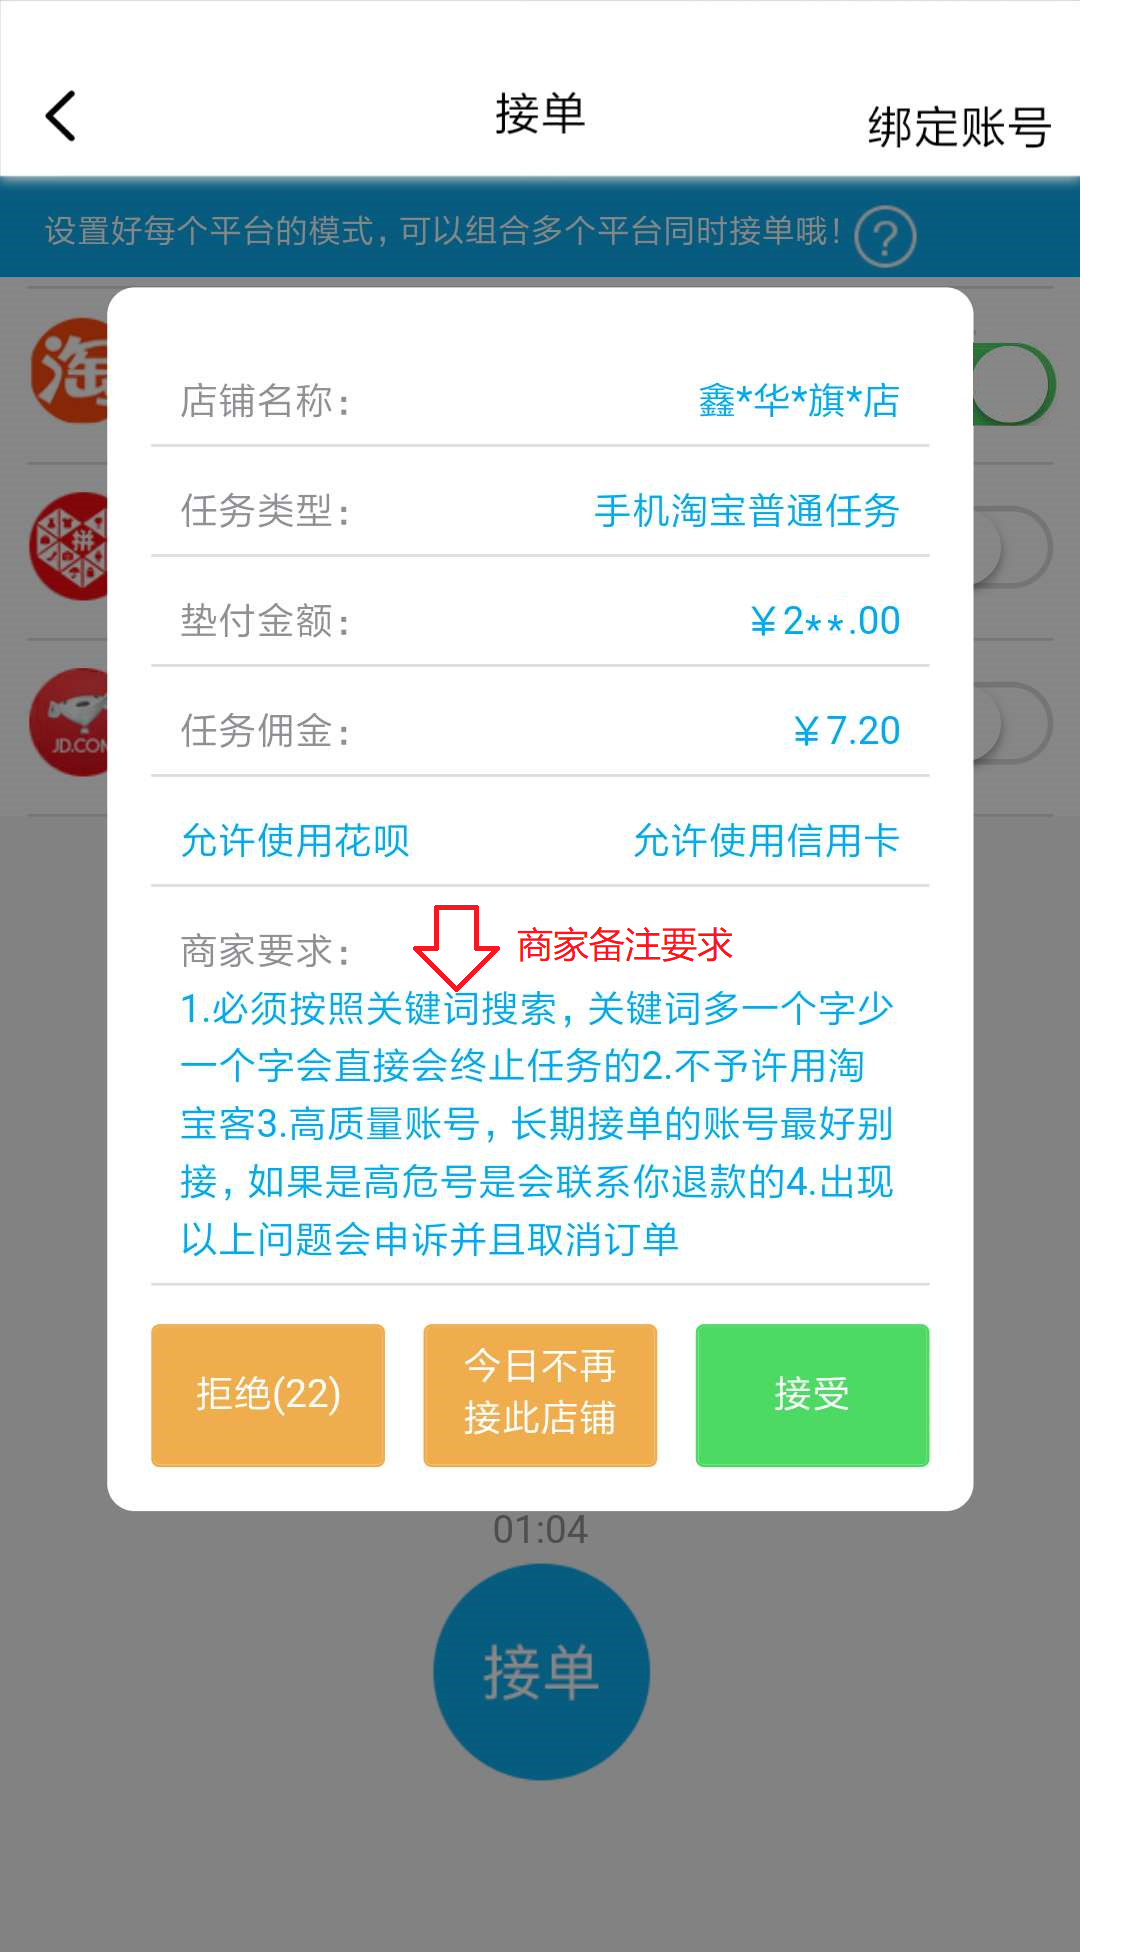 接单
绑定账号
设置好每个平台的模式，可以组合多个平台同时接单哦！?
淘
拼
JD.COM
店铺名称：
鑫*华*旗*店
任务类型：
手机淘宝普通任务
垫付金额：
￥2**.00
任务佣金：
￥7.20
允许使用花呗
允许使用信用卡
商家要求：
商家备注要求
1.必须按照关键词搜索，关键词多一个字少
一个字会直接会终止任务的2.不予许用淘
宝客3.高质量账号，长期接单的账号最好别
接，如果是高危号是会联系你退款的4.出现
以上问题会申诉并且取消订单
拒绝(22)
今日不再
接此店铺
接受
01:04
接单